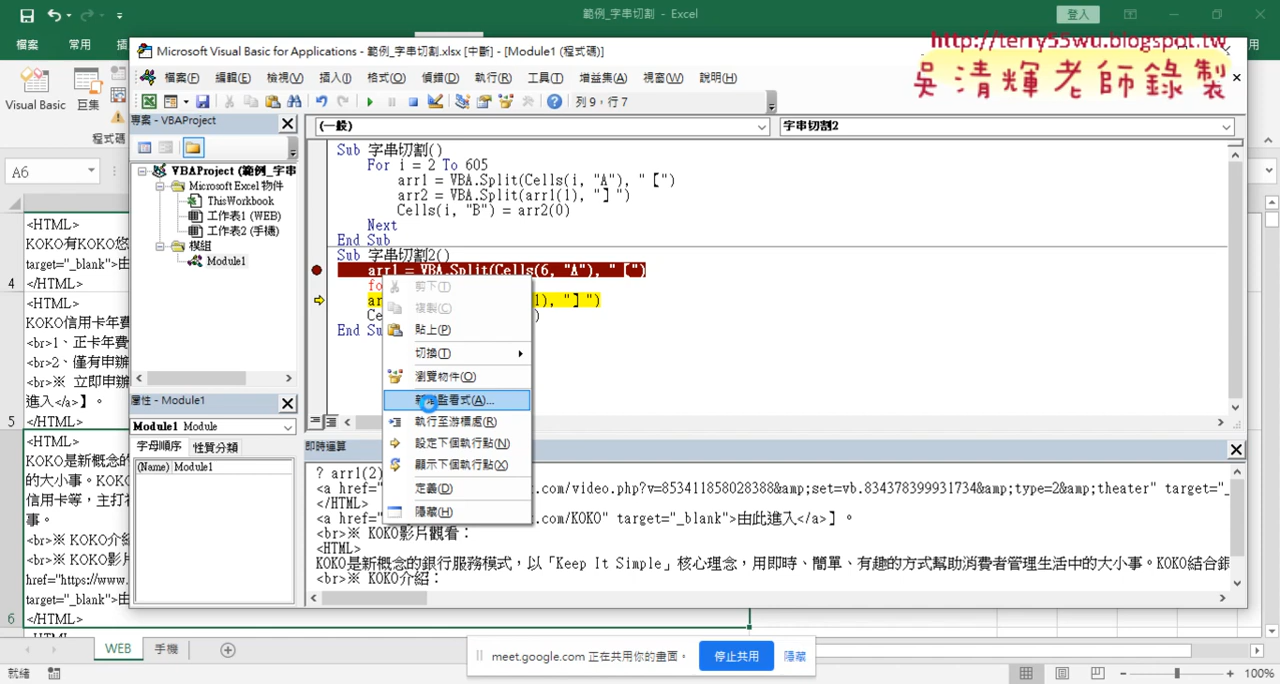 範例_字串切割 - Excel
登入
檔案
常用
插
用
http://terry55wu.blogspot.tw
吳清輝老師錄製
Microsoft Visual Basic for Applications - 範例_字串切割.xlsx [中斷] - [Module1 (程式碼)]
檔案(F) 編輯(E) 檢視(V) 插入(I) 格式(O) 偵錯(D) 執行(R) 工具(T) 增益集(A) 視窗(W) 說明(H)
列 9，行 7
Visual Basic
巨集
程式碼
A6
專案 - VBAProject
VBAProject (範例_字串
Microsoft Excel 物件
ThisWorkbook
工作表1 (WEB)
工作表2 (手機)
模組
Module1
屬性 - Module1
Module1 Module
字母順序
性質分類
(Name)
Module1
(一般)
字串切割2
Sub 字串切割()
For i = 2 To 605
arr1 = VBA.Split(Cells(i, "A"), "【")
arr2 = VBA.Split(arr1(1), "】")
Cells(i, "B") = arr2(0)
Next
End Sub
Sub 字串切割2()
arr1 = VBA.Split(Cells(6, "A"), "【")
fo
ar
1), "】")
Ce
)
End Su
剪下(T)
複製(C)
貼上(P)
切換(T)
瀏覽物件(O)
監看式(A)...
執行至游標處(R)
設定下個執行點(N)
顯示下個執行點(X)
定義(D)
隱藏(H)
即時運算
? arr1(2)
<a href="
t.com/video.php?v=853411858028388&amp;set=vb.834378399931734&amp;type=2&amp;theater" target="_
</HTML>
<a href="
t.com/KOKO" target="_blank">由此進入</a>】。
<br>※ KOKO影片觀看：
<HTML>
KOKO是新概念的銀行服務模式，以「Keep It Simple」核心理念，用即時、簡單、有趣的方式幫助消費者管理生活中的大小事。KOKO結合銀
<br>※ KOKO介紹：
<HTML>
KOKO有KOKO悠
target="_blank">由
4
</HTML>
<HTML>
KOKO信用卡年費
<br>1、正卡年費
<br>2、僅有申辦
<br>※ 立即申辦
進入</a>】。
5
</HTML>
<HTML>
KOKO是新概念的
的大小事。KOK
信用卡等，主打社
事。
<br>※ KOKO介紹
<br>※ KOKO影片
href="https://www.
target="_blank">由
6
</HTML>
<HTML>
WEB
手機
meet.google.com 正在共用你的畫面。
停止共用
隱藏
就緒
100%